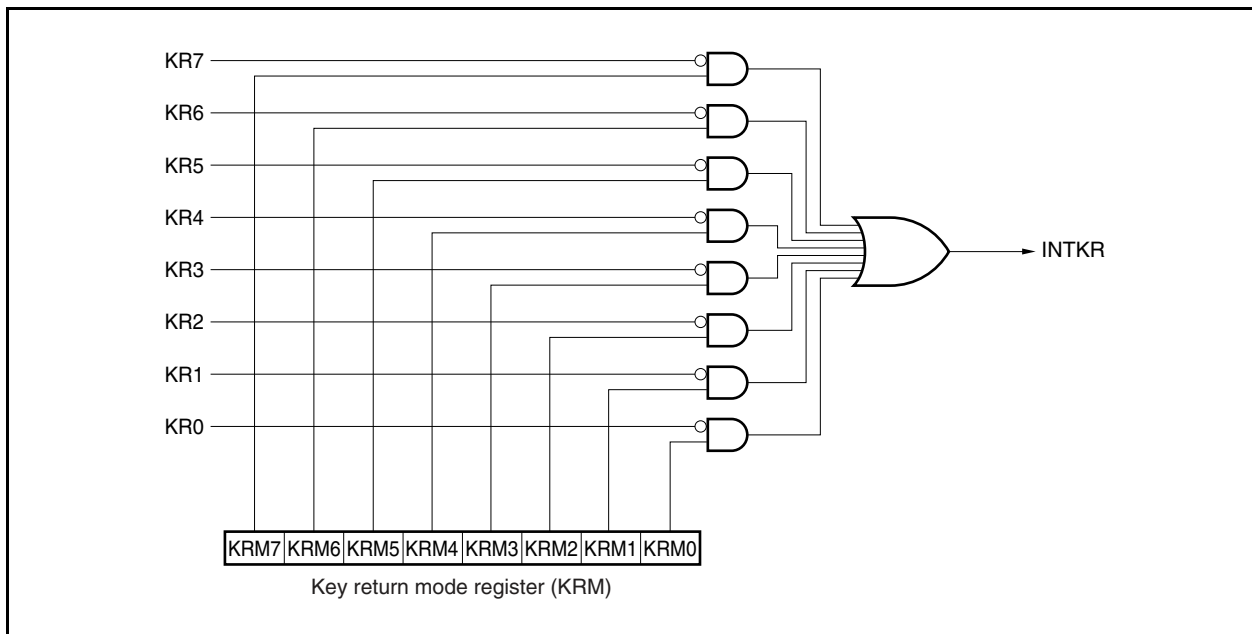 KR7
KR6
KR5
KR4
KR3
KR2
KR1
KR0
INTKR
KRM7 KRM6 KRM5 KRM4 KRM3 KRM2 KRM1 KRM0
Key return mode register (KRM)